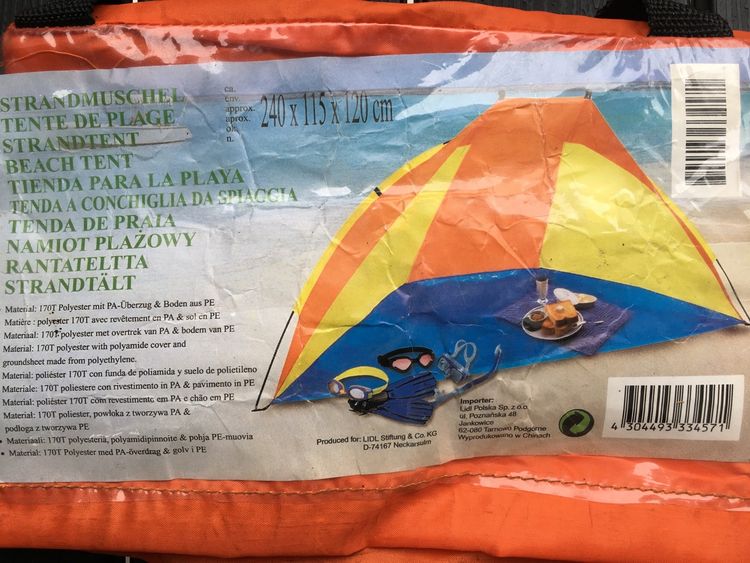 STRANDMUSCHEL
TENTE DE PLAGE
STRANDTENT
BEACH TENT
TIENDA PARA LA PLAYA
TENDA A CONCHIGLIA DA SPIAGGIA
TENDA DE PRAIA
NAMIOT PLAŻOWY
RANTATELTTA
STRANDTÄLT
ca.
env.
approx.
aprox.
ok.
n.
240 x 115 x 120 cm
Material: 170T Polyester mit PA-Überzug & Boden aus PE
Matière : polyester 170T avec revêtement en PA & sol en PE
Materiaal: 170T polyester met overtrek van PA & bodem van PE
Material: 170T polyester with polyamide cover and
groundsheet made from polyethylene.
Material: poliéster 170T con funda de poliamida y suelo de polietileno
Materiale: 170T poliestere con rivestimento in PA & pavimento in PE
Material: poliéster 170T com revestimento em PA e chão em PE
Materiał: 170T poliester, powłoka z tworzywa PA &
podłoga z tworzywa PE
Materiaali: 170T polyesteriä, polyamidipinnoite & pohja PE-muovia
Material: 170T Polyester med PA-överdrag & golv i PE
Produced for: LIDL Stiftung & Co. KG
D-74167 Neckarsulm
Importer:
Lidl Polska Sp. z o.o.
ul. Poznańska 48
Jankowice
62-080 Tarnowo Podgórne
Wyprodukowano w Chinach
4 304493 334571